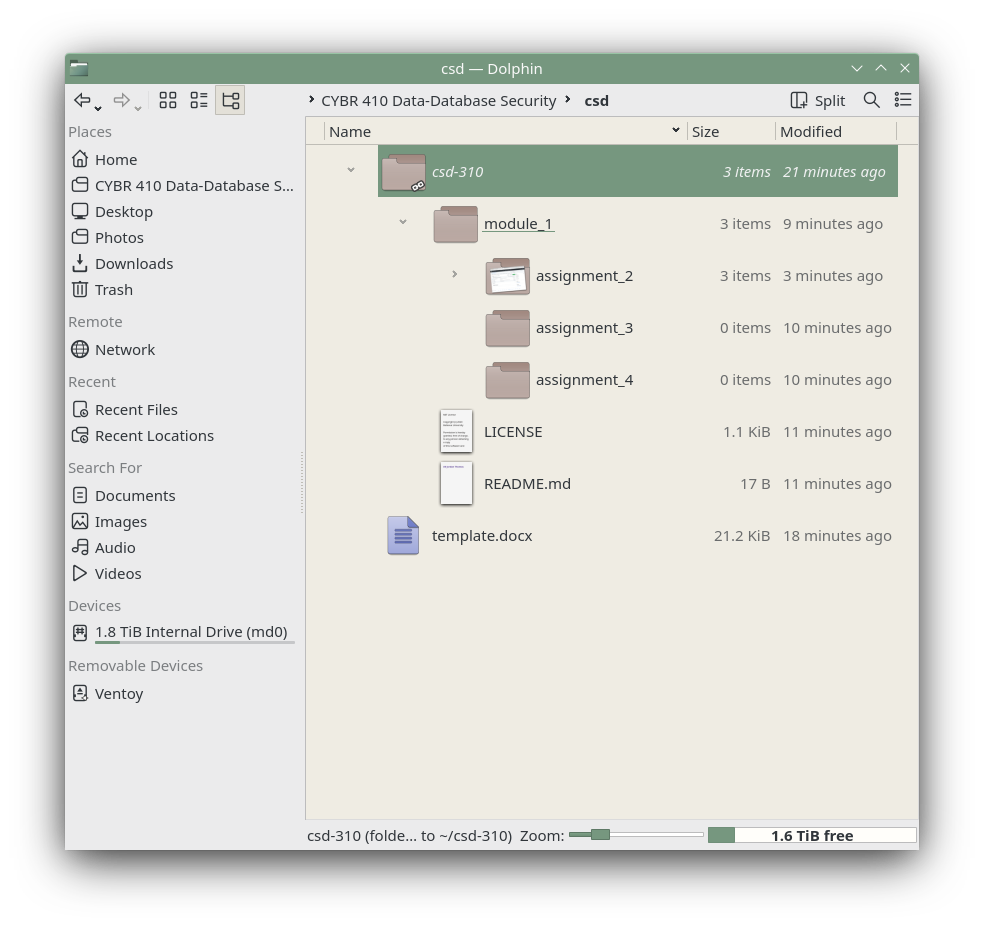 csd — Dolphin
CYBR 410 Data-Database Security csd Split
Places
Home
CYBR 410 Data-Database S...
Desktop
Photos
Downloads
Trash
Remote
Network
Recent
Recent Files
Recent Locations
Search For
Documents
Images
Audio
Videos
Devices
1.8 TiB Internal Drive (md0)
Removable Devices
Ventoy
Name Size Modified
csd-310 3 items 21 minutes ago
module_1 3 items 9 minutes ago
assignment_2 3 items 3 minutes ago
assignment_3 0 items 10 minutes ago
assignment_4 0 items 10 minutes ago
LICENSE 1.1 KiB 11 minutes ago
README.md 17 B 11 minutes ago
template.docx 21.2 KiB 18 minutes ago
csd-310 (folde... to ~/csd-310) Zoom: 1.6 TiB free